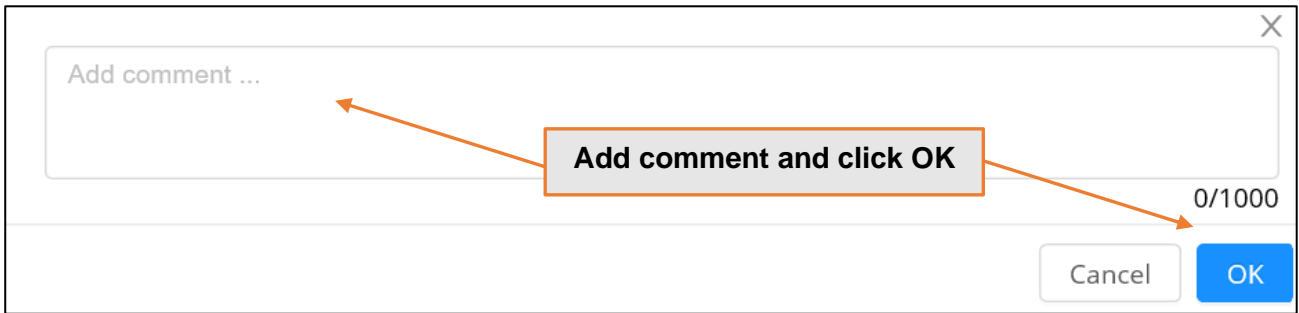 X
Add comment ...
Add comment and click OK
0/1000
Cancel
OK